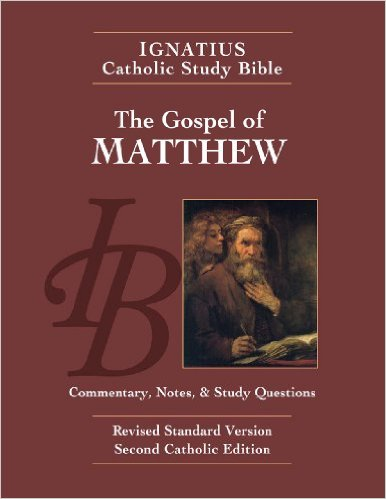 IGNATIUS
Catholic Study Bible
The Gospel of
MATTHEW
IB
Commentary, Notes, & Study Questions
Revised Standard Version
Second Catholic Edition